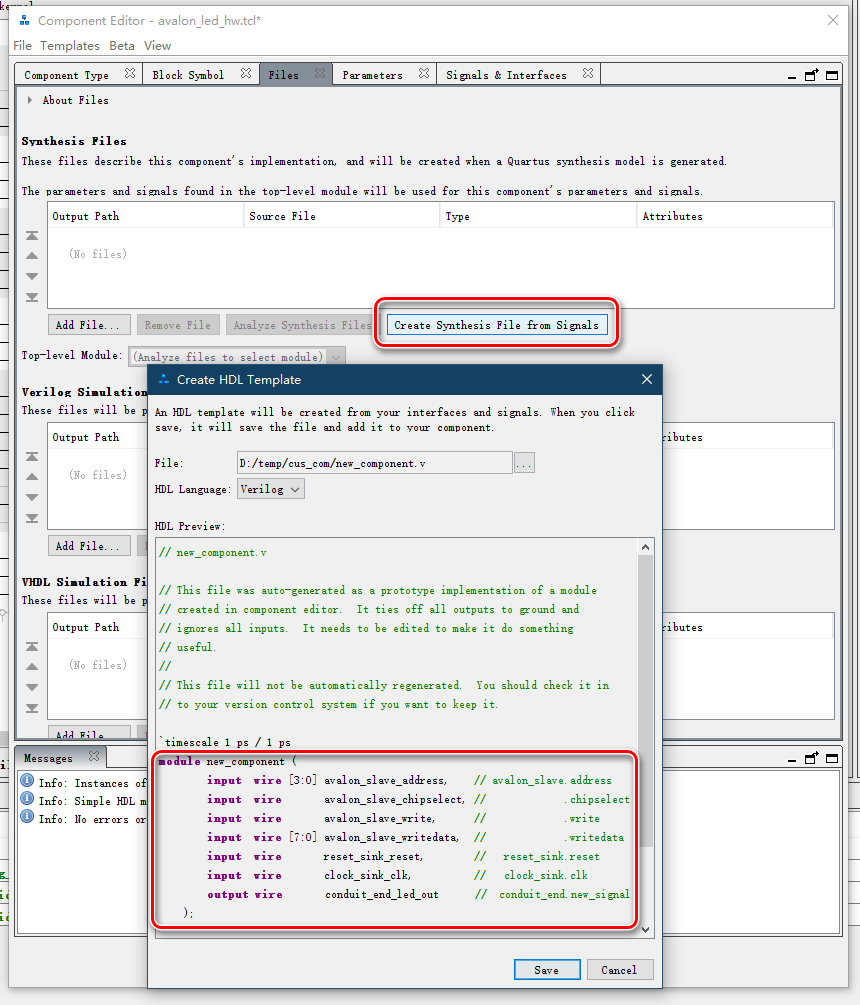 Component Editor - avalon_led_hw.tcl*
File Templates Beta View
Component Type Block Symbol Files Parameters Signals & Interfaces
About Files
Synthesis Files
These files describe this component's implementation, and will be created when a Quartus synthesis model is generated.
The parameters and signals found in the top-level module will be used for this component's parameters and signals.
Output Path Source File Type Attributes
(No files)
Add File... Remove File Analyze Synthesis Files Create Synthesis File from Signals
Top-level Module: (Analyze files to select module)
Create HDL Template
Verilog Simulation
These files will be p
An HDL template will be created from your interfaces and signals. When you click
save, it will save the file and add it to your component.
Output Path ributes
File: D:/temp/cus_com/new_component.v ...
(No files)
HDL Language: Verilog
HDL Preview:
Add File...
// new_component.v
VHDL Simulation Fi
These files will be p
// This file was auto-generated as a prototype implementation of a module
// created in component editor.  It ties off all outputs to ground and
// ignores all inputs.  It needs to be edited to make it do something
// useful.
//
// This file will not be automatically regenerated.  You should check it in
// to your version control system if you want to keep it.
Output Path ributes
(No files)
Add File...
`timescale 1 ps / 1 ps
Messages
module new_component (
input wire [3:0] avalon_slave_address, // avalon_slave.address
input wire avalon_slave_chipselect, // .chipselect
input wire avalon_slave_write, // .write
input wire [7:0] avalon_slave_writedata, // .writedata
input wire reset_sink_reset, // reset_sink.reset
input wire clock_sink_clk, // clock_sink.clk
output wire conduit_end_led_out // conduit_end.new_signal
);
Info: Instances of
Info: Simple HDL m
Info: No errors or
Save Cancel